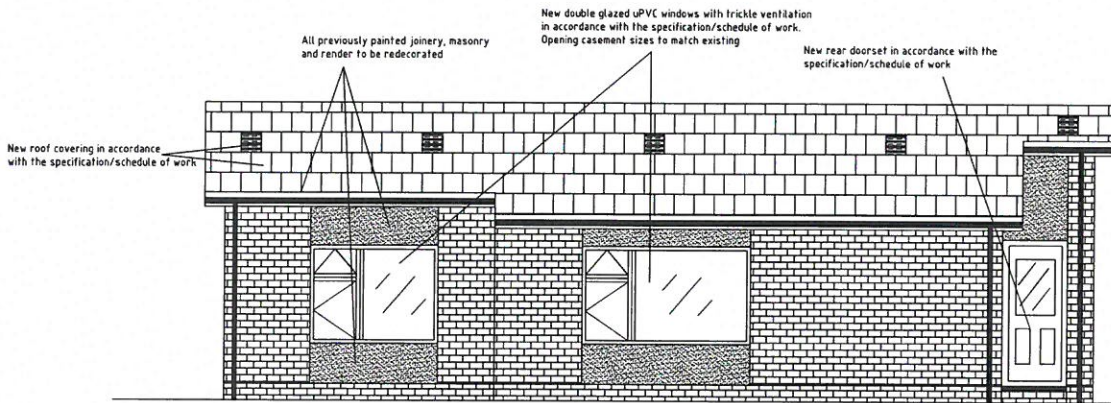 New double glazed uPVC windows with trickle ventilation
in accordance with the specification/schedule of work.
Opening casement sizes to match existing
All previously painted joinery, masonry
and render to be redecorated
New rear doorset in accordance with the
specification/schedule of work
New roof covering in accordance
with the specification/schedule of work